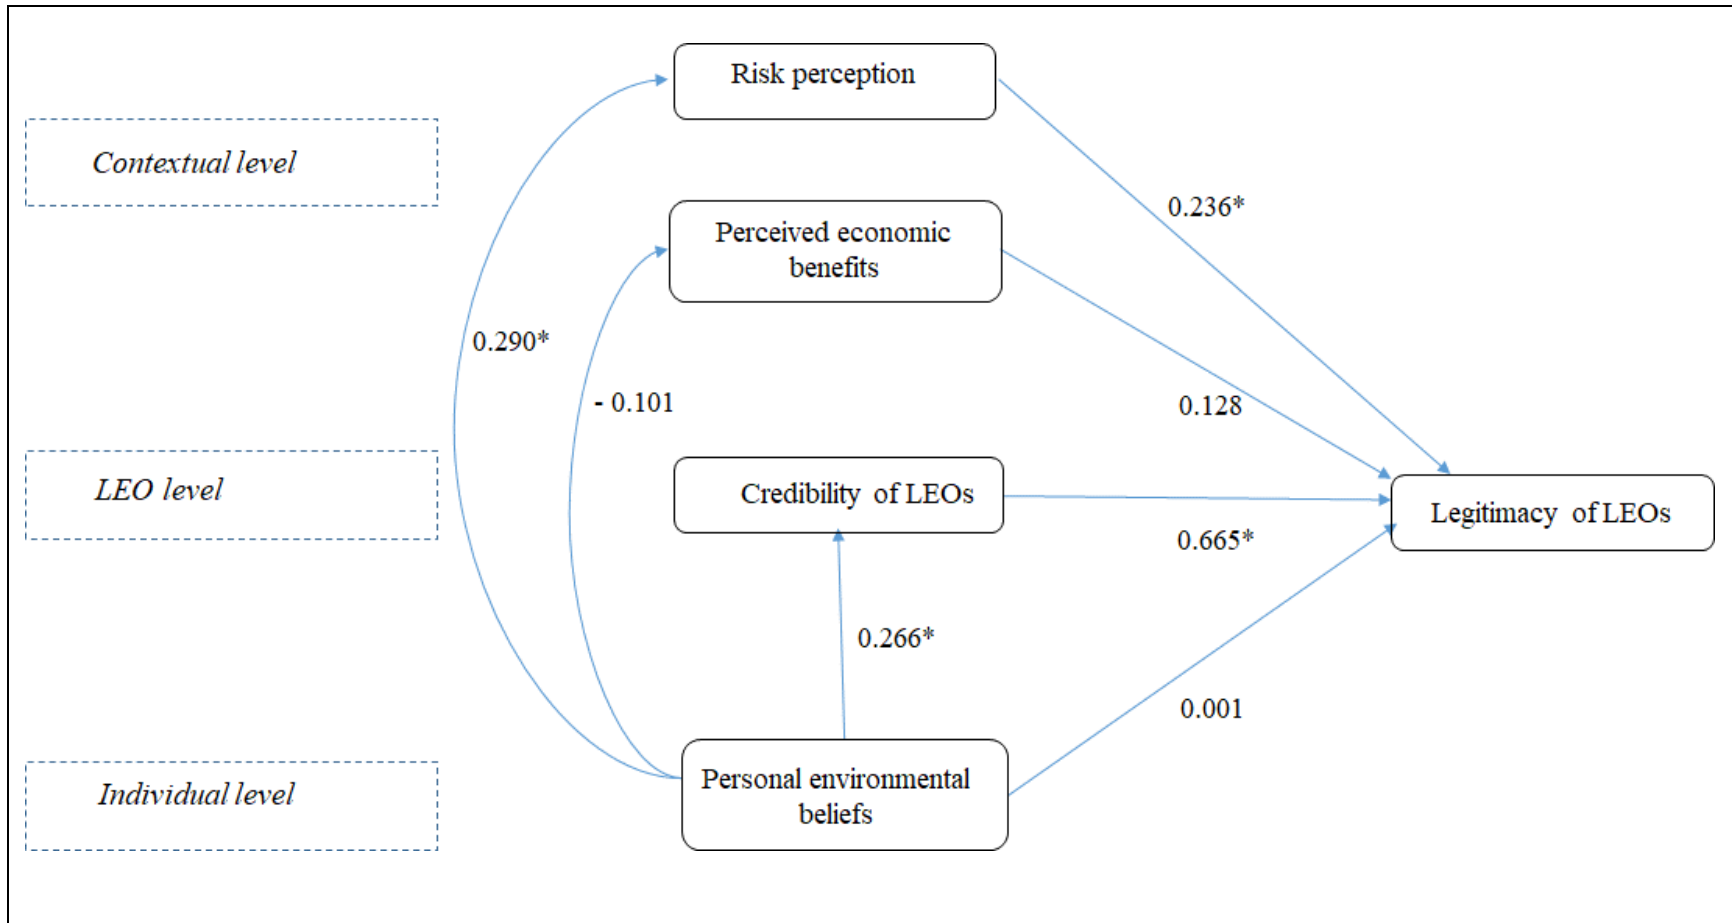 Risk perception
Contextual level
0.236*
Perceived economic
benefits
0.290*
- 0.101
0.128
LEO level
Credibility of LEOs
Legitimacy of LEOs
0.665*
0.266*
0.001
Individual level
Personal environmental
beliefs